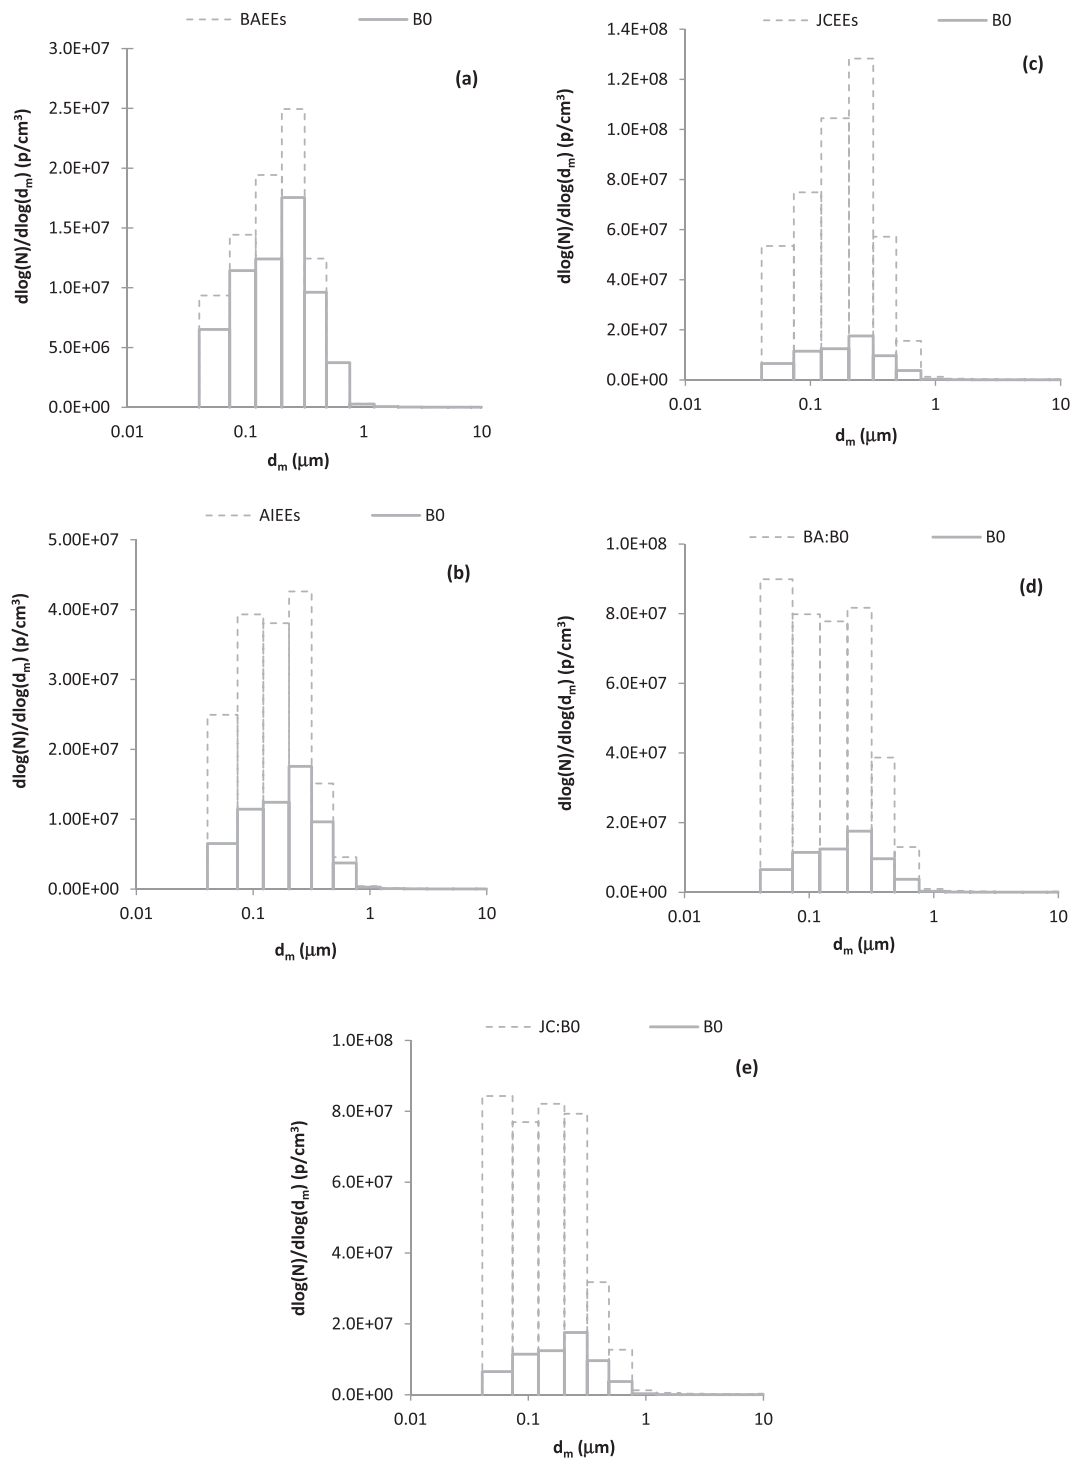 BAEEs B0
3.0E+07
(a)
2.5E+07
2.0E+07
1.5E+07
1.0E+07
5.0E+06
0.0E+00
0.01 0.1 1 10
dlog(N)/dlog(dm) (p/cm³)
dm (μm)
JCEEs B0
1.4E+08
(c)
1.2E+08
1.0E+08
8.0E+07
6.0E+07
4.0E+07
2.0E+07
0.0E+00
0.01 0.1 1 10
dlog(N)/dlog(dm) (p/cm³)
dm (μm)
AIEEs B0
5.00E+07
(b)
4.00E+07
3.00E+07
2.00E+07
1.00E+07
0.00E+00
0.01 0.1 1 10
dlog(N)/dlog(dm) (p/cm³)
dm (μm)
BA:B0 B0
1.0E+08
(d)
8.0E+07
6.0E+07
4.0E+07
2.0E+07
0.0E+00
0.01 0.1 1 10
dlog(N)/dlog(dm) (p/cm³)
dm (μm)
JC:B0 B0
1.0E+08
(e)
8.0E+07
6.0E+07
4.0E+07
2.0E+07
0.0E+00
0.01 0.1 1 10
dlog(N)/dlog(dm) (p/cm³)
dm (μm)